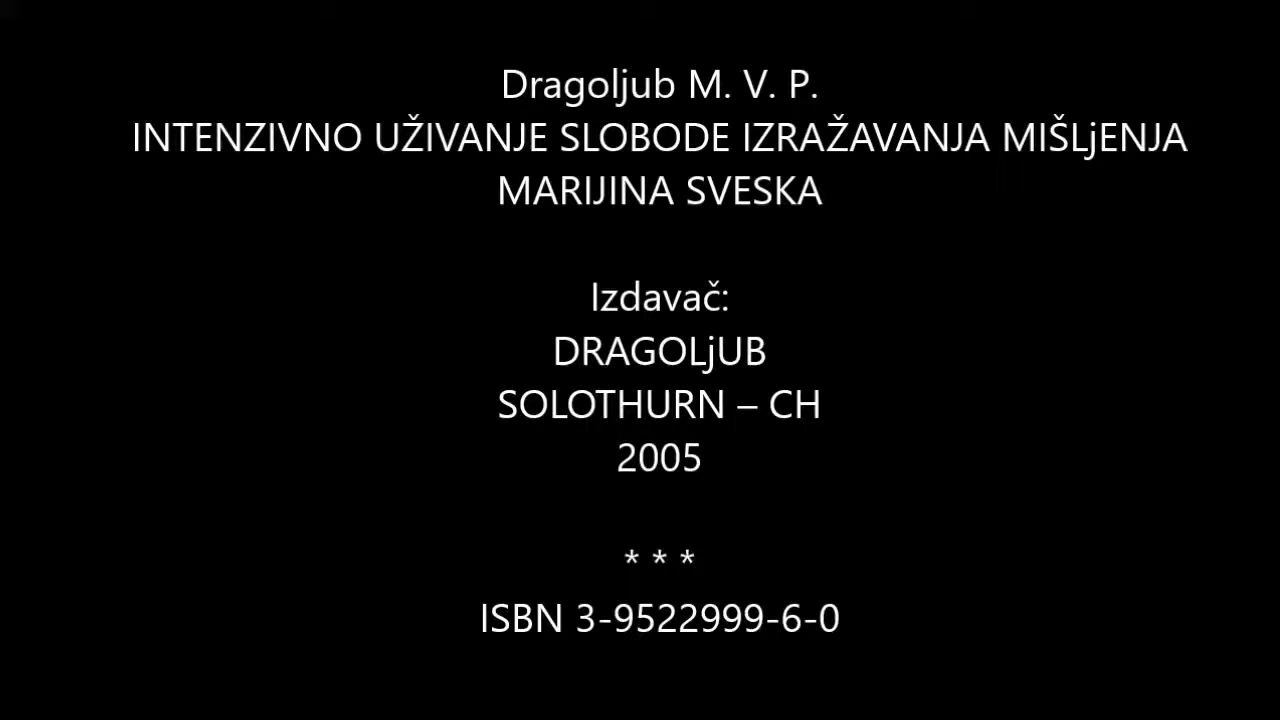 Dragoljub M. V. P.
INTENZIVNO UŽIVANJE SLOBODE IZRAŽAVANJA MIŠLjENJA
MARIJINA SVESKA
Izdavač:
DRAGOLjUB
SOLOTHURN – CH
2005
* * *
ISBN 3-9522999-6-0